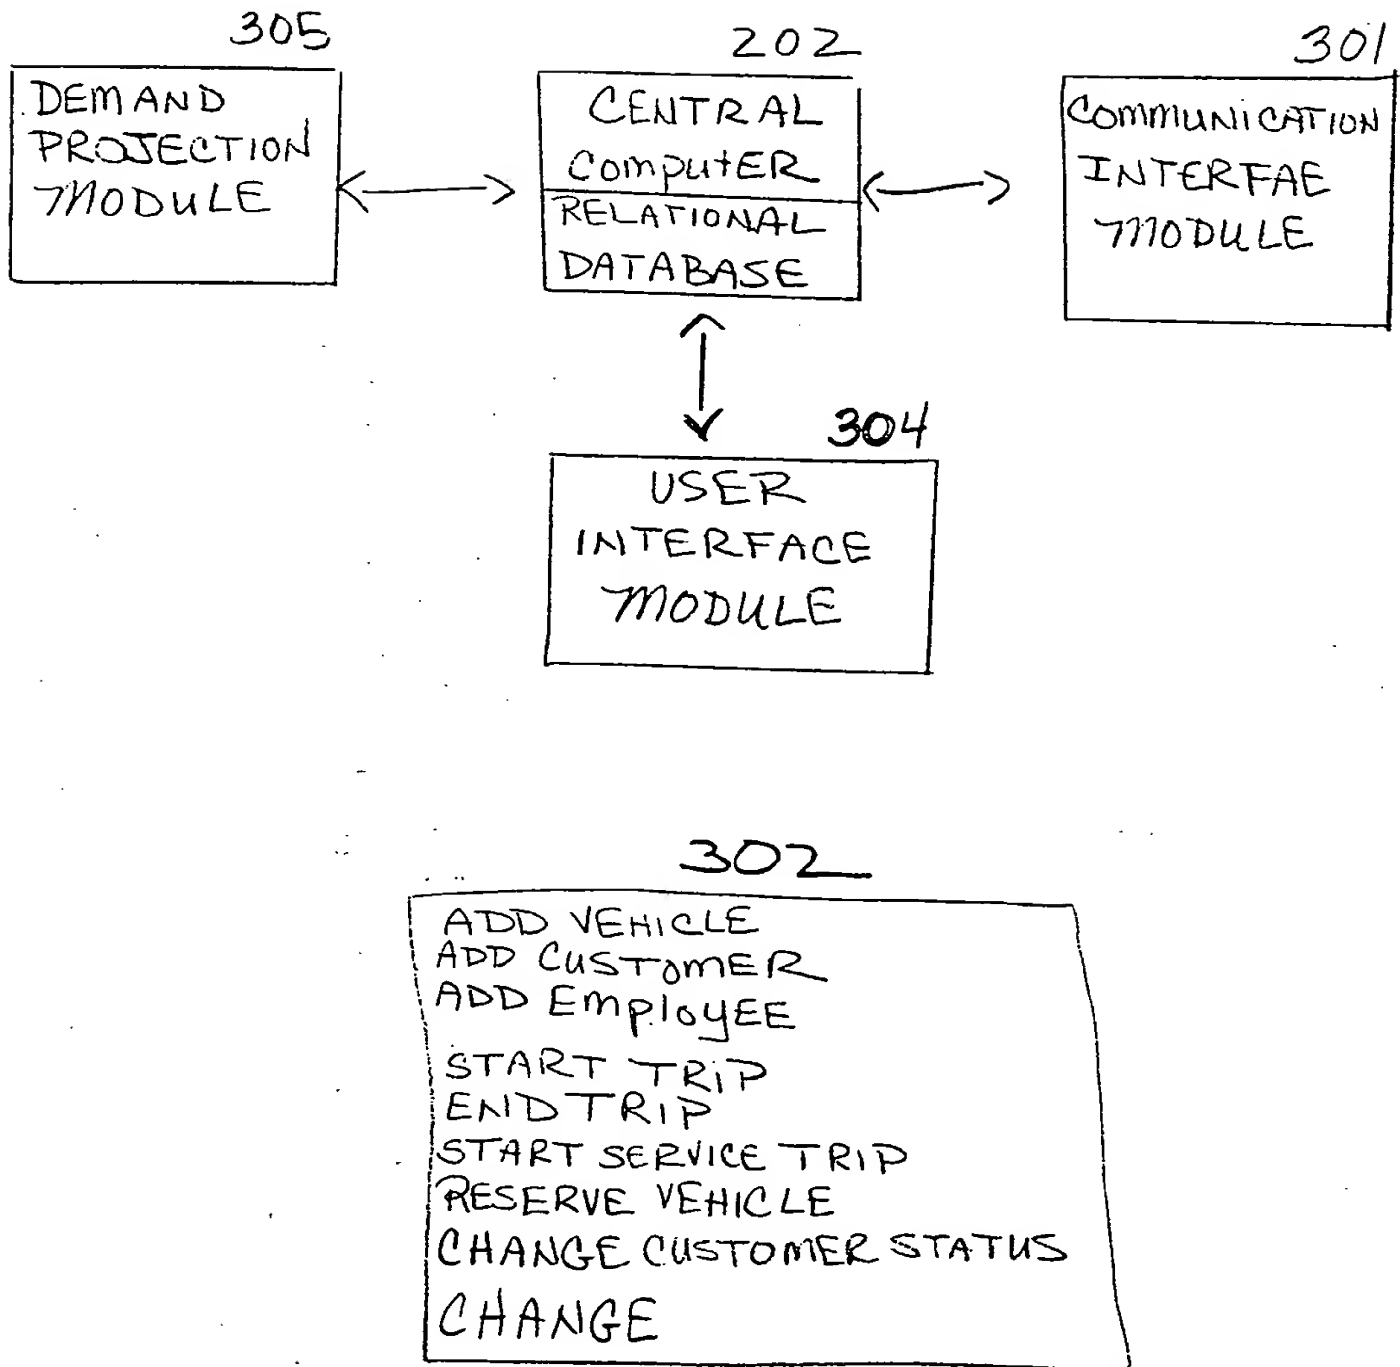 305
DEMAND
PROJECTION
MODULE
202
CENTRAL
COMPUTER
RELATIONAL
DATABASE
301
COMMUNICATION
INTERFAE
MODULE
304
USER
INTERFACE
MODULE
302
ADD VEHICLE
ADD CUSTOMER
ADD EMPLOYEE
START TRIP
END TRIP
START SERVICE TRIP
RESERVE VEHICLE
CHANGE CUSTOMER STATUS
CHANGE